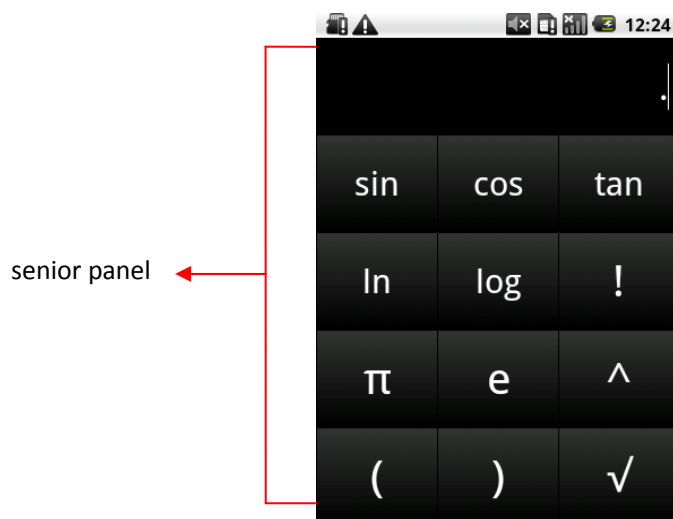 12:24
.
sin cos tan
senior panel
ln log !
π e ^
( ) √